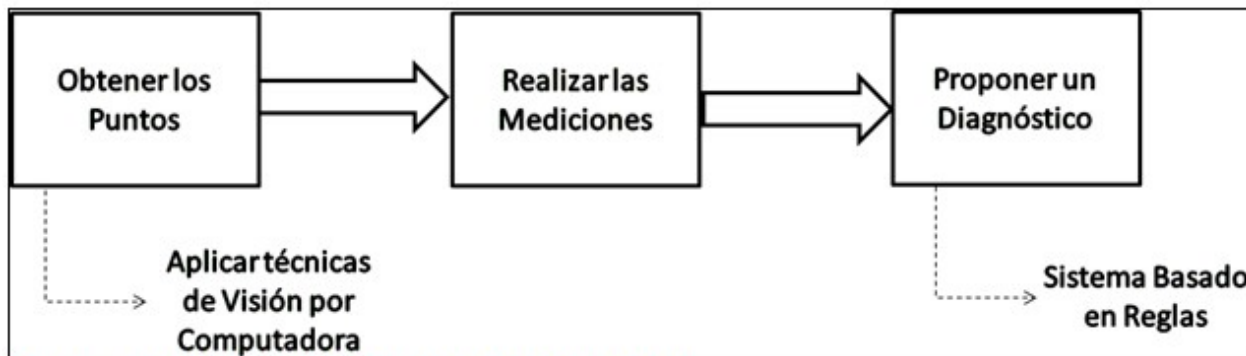 Obtener los
Puntos
Realizar las
Mediciones
Proponer un
Diagnóstico
Aplicar técnicas
de Visión por
Computadora
Sistema Basado
en Reglas